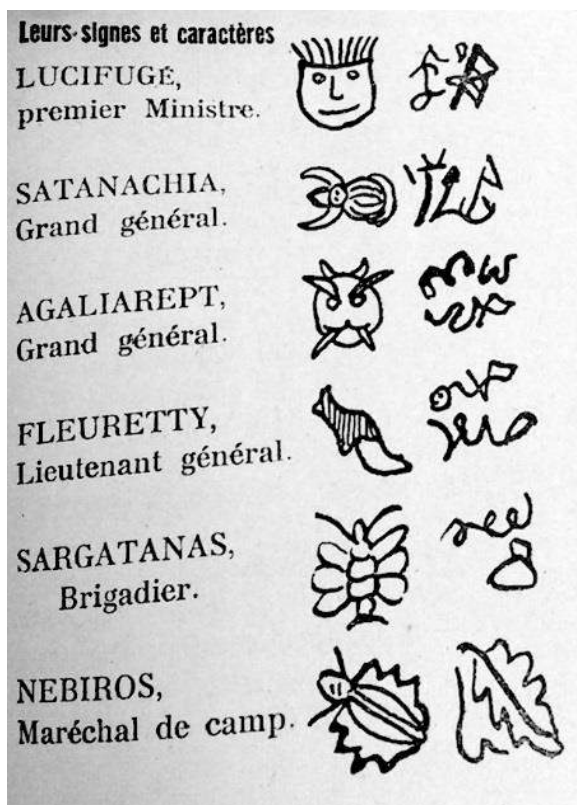 Leurs signes et caractères
LUCIFUGÉ,
premier Ministre.
SATANACHIA,
Grand général.
AGALIAREPT,
Grand général.
FLEURETTY,
Lieutenant général.
SARGATANAS,
Brigadier.
NEBIROS,
Maréchal de camp.